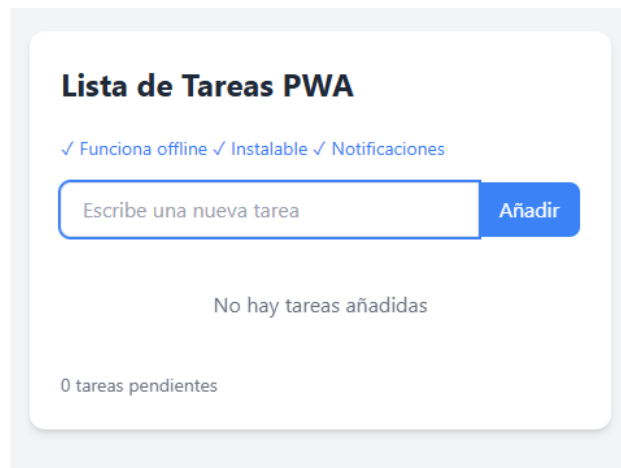 Lista de Tareas PWA
✓ Funciona offline ✓ Instalable ✓ Notificaciones
Escribe una nueva tarea Añadir
No hay tareas añadidas
0 tareas pendientes